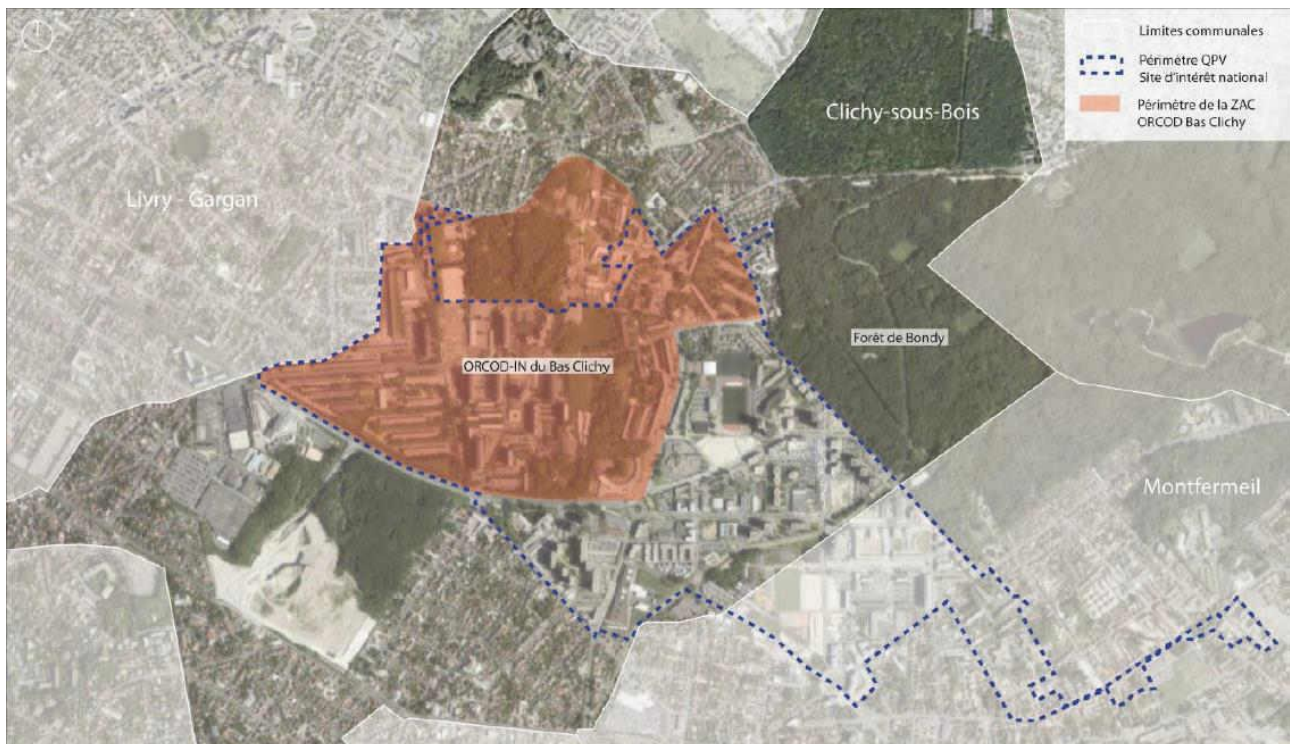 Limites communales
Périmètre QPV
Site d'intérêt national
Périmètre de la ZAC
ORCOD Bas Clichy
Clichy-sous-Bois
Livry - Gargan
Forêt de Bondy
ORCOD-IN du Bas Clichy
Montfermeil